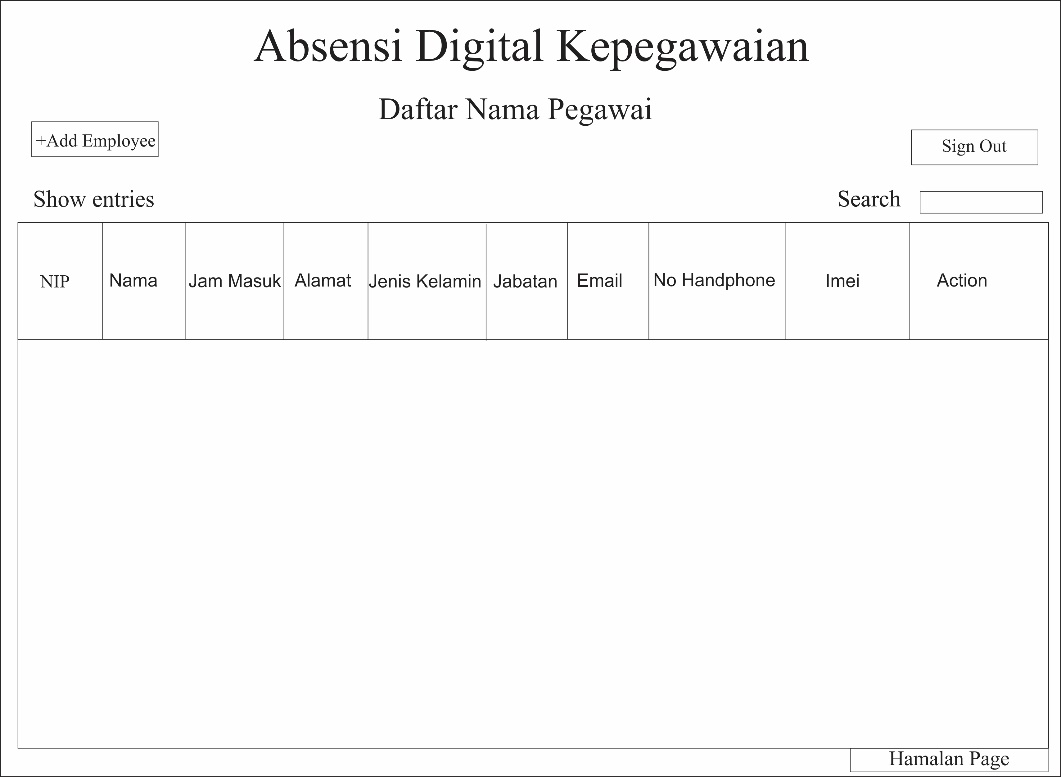 Absensi Digital Kepegawaian
Daftar Nama Pegawai
+Add Employee
Sign Out
Show entries
Search
NIP Nama Jam Masuk Alamat Jenis Kelamin Jabatan Email No Handphone Imei Action
Hamalan Page